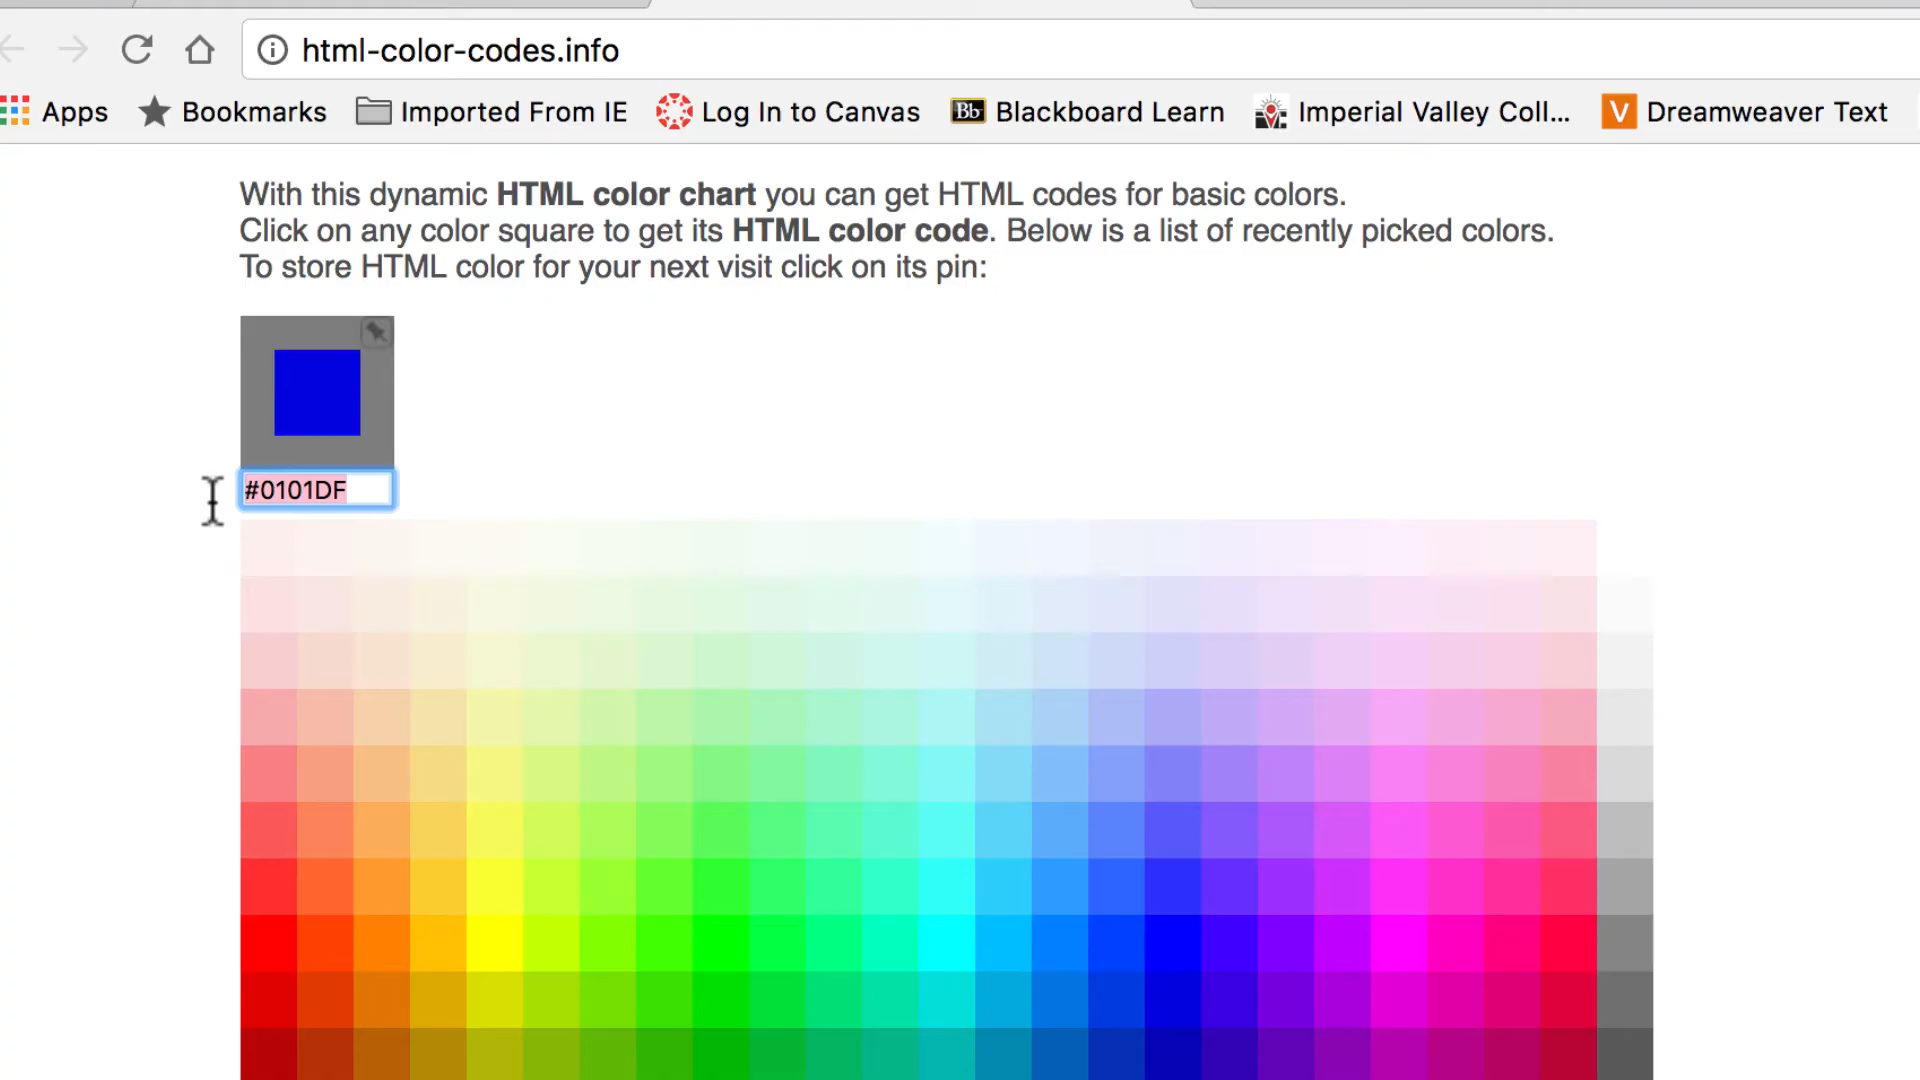 html-color-codes.info
Apps Bookmarks Imported From IE Log In to Canvas Bb Blackboard Learn Imperial Valley Coll... V Dreamweaver Text
With this dynamic HTML color chart you can get HTML codes for basic colors.
Click on any color square to get its HTML color code. Below is a list of recently picked colors.
To store HTML color for your next visit click on its pin:
#0101DF